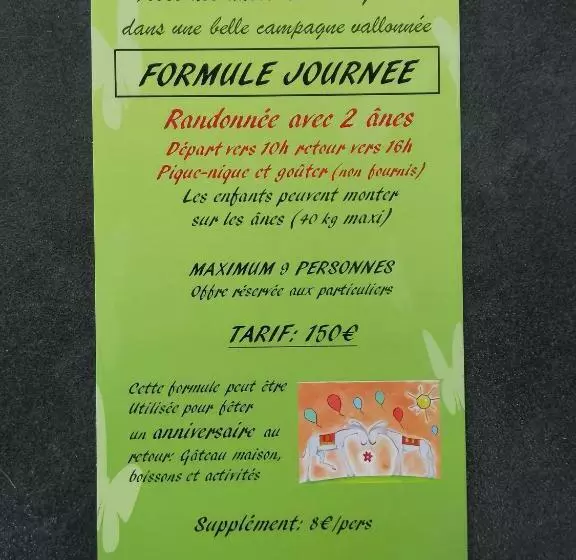 dans une belle campagne vallonnée
FORMULE JOURNEE
Randonnée avec 2 ânes
Départ vers 10h retour vers 16h
Pique-nique et goûter (non fournis)
Les enfants peuvent monter
sur les ânes (40 kg maxi)
MAXIMUM 9 PERSONNES
Offre réservée aux particuliers
TARIF: 150€
Cette formule peut être
Utilisée pour fêter
un anniversaire au
retour: Gâteau maison,
boissons et activités
Supplément: 8€/pers